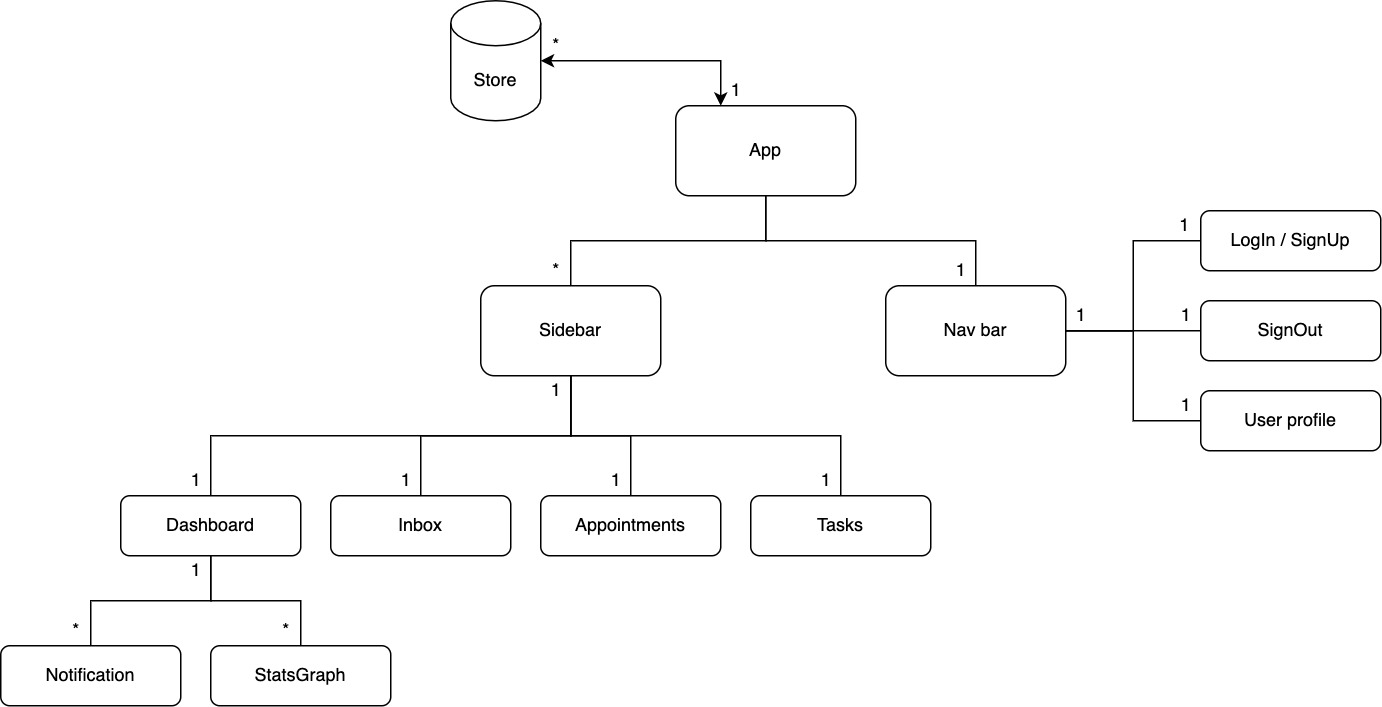 *
Store
1
App
1
LogIn / SignUp
*
1
Sidebar
Nav bar
1
1
SignOut
1
1
User profile
1
1
1
1
Dashboard
Inbox
Appointments
Tasks
1
*
*
Notification
StatsGraph